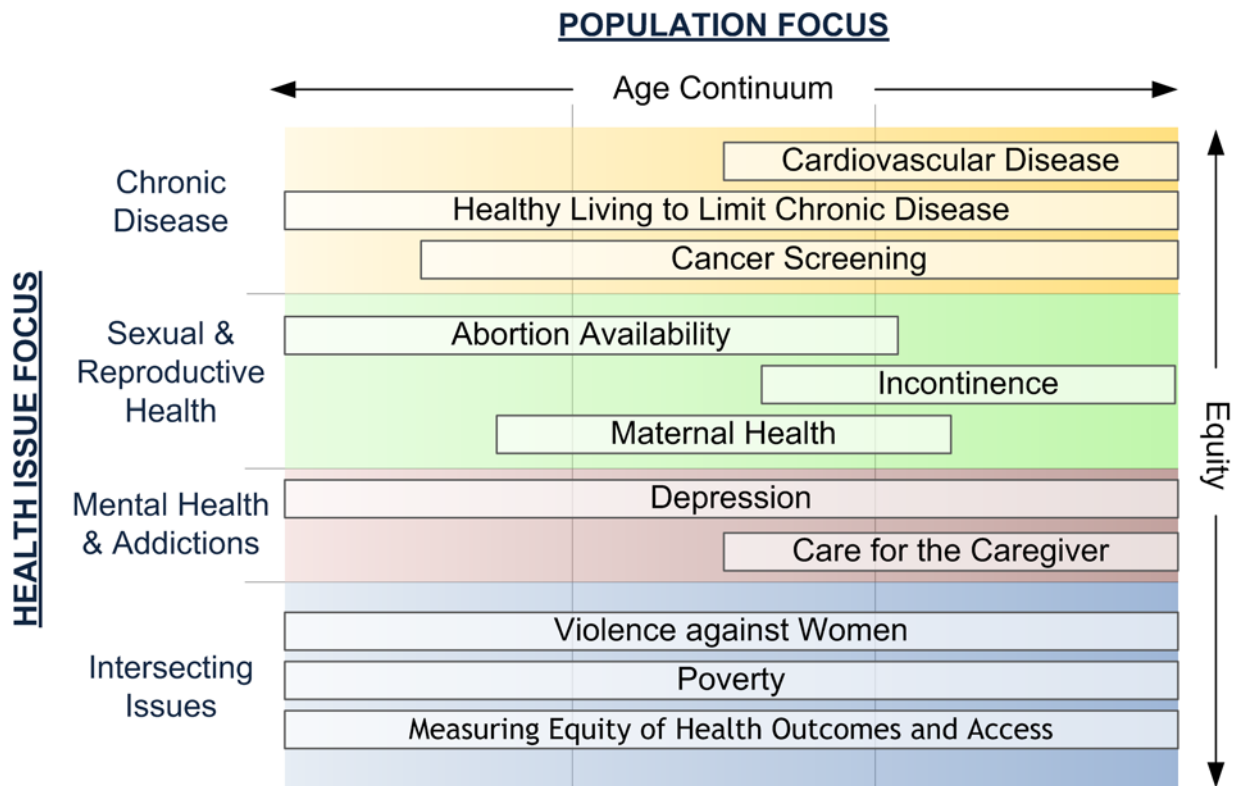 POPULATION FOCUS
Age Continuum
HEALTH ISSUE FOCUS
Chronic
Disease
Cardiovascular Disease
Healthy Living to Limit Chronic Disease
Cancer Screening
Sexual &
Reproductive
Health
Abortion Availability
Incontinence
Maternal Health
Mental Health
& Addictions
Depression
Care for the Caregiver
Intersecting
Issues
Violence against Women
Poverty
Measuring Equity of Health Outcomes and Access
Equity